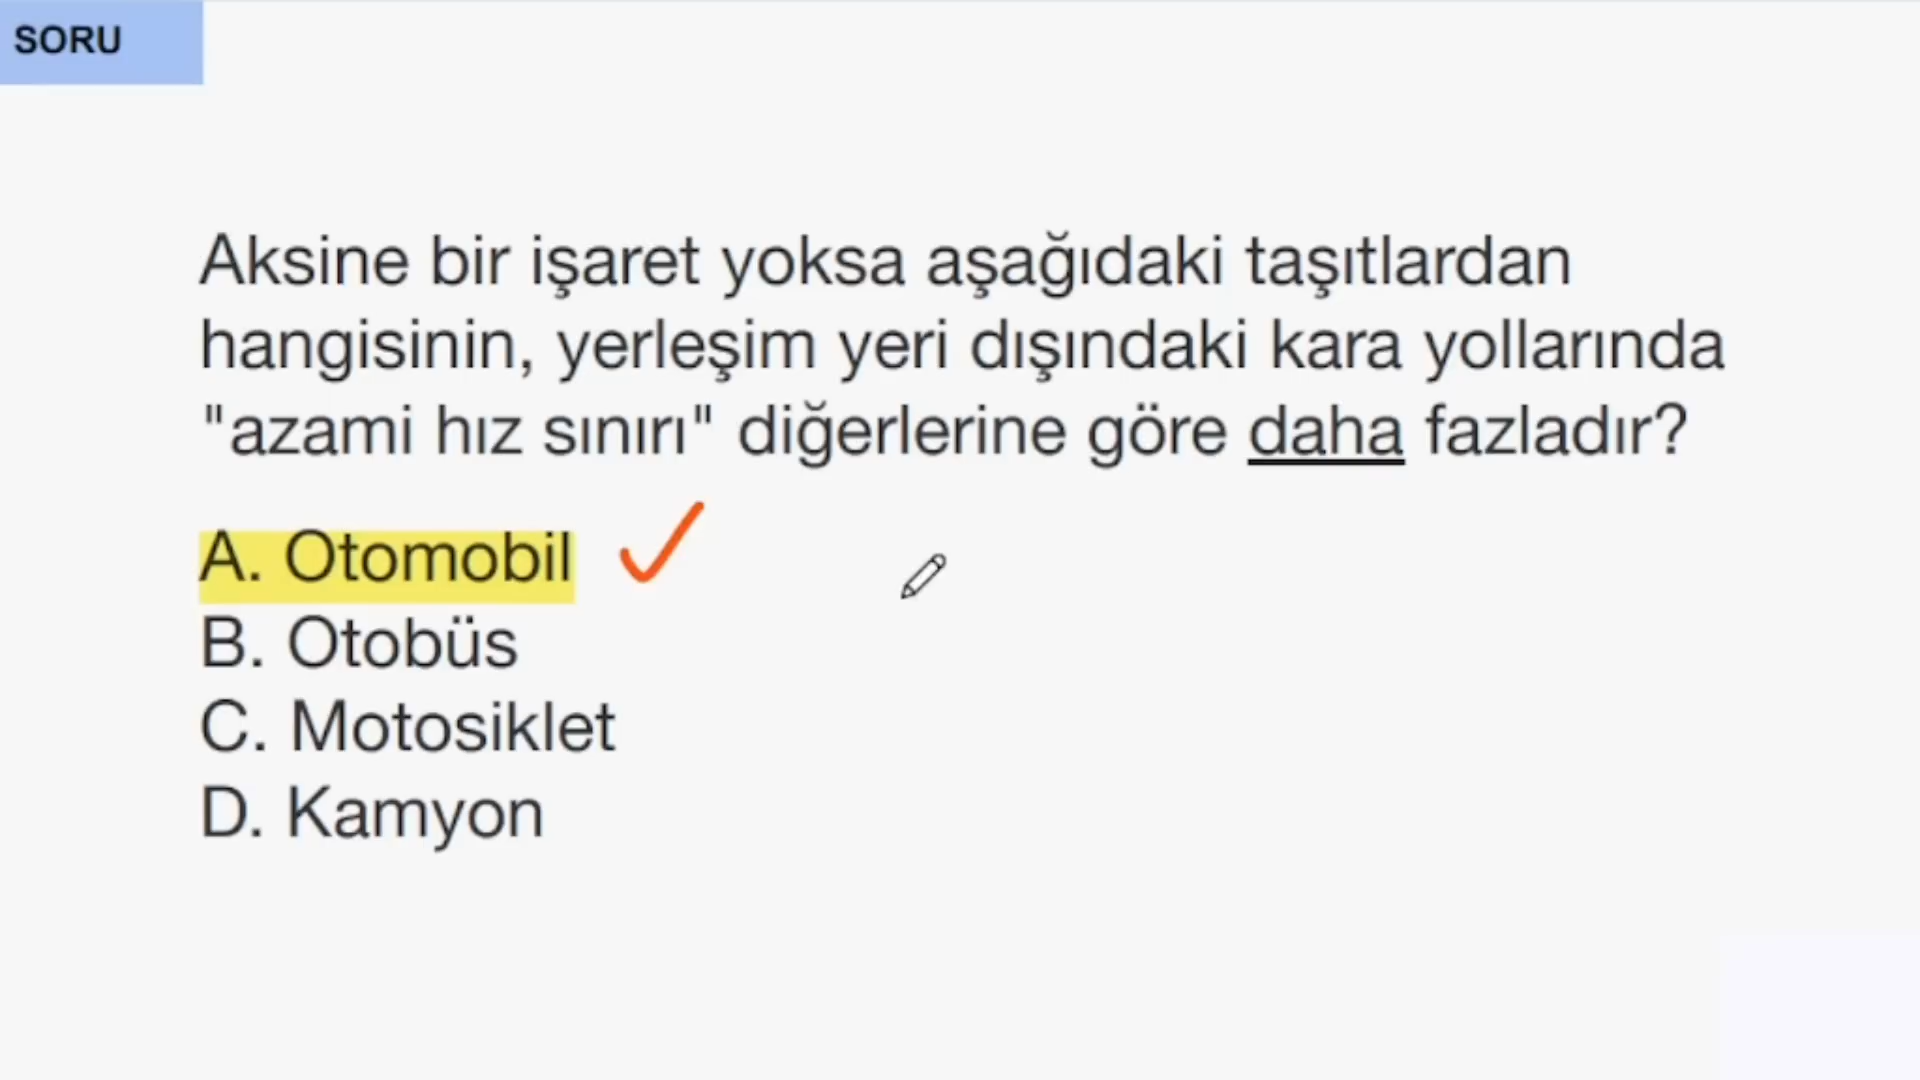 SORU
Aksine bir işaret yoksa aşağıdaki taşıtlardan
hangisinin, yerleşim yeri dışındaki kara yollarında
"azami hız sınırı" diğerlerine göre daha fazladır?
A. Otomobil
B. Otobüs
C. Motosiklet
D. Kamyon